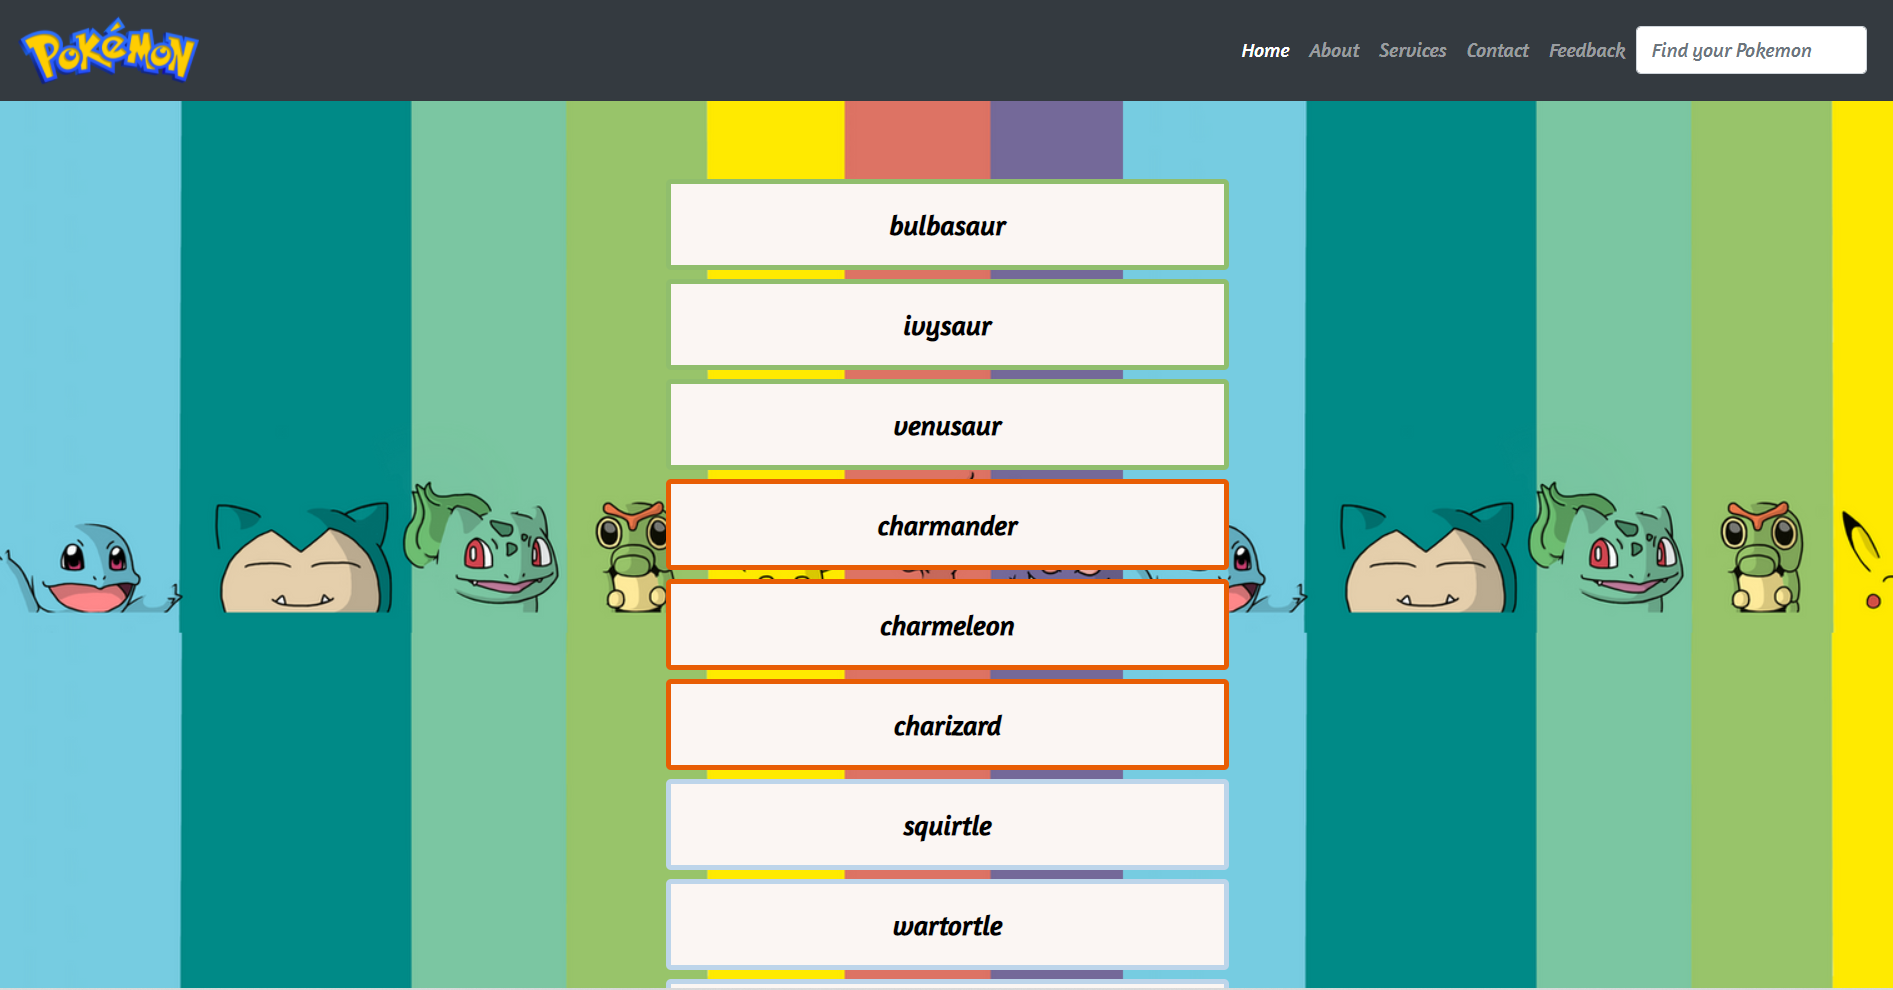 POKéMON
Home About Services Contact Feedback Find your Pokemon
bulbasaur
ivysaur
venusaur
charmander
charmeleon
charizard
squirtle
wartortle